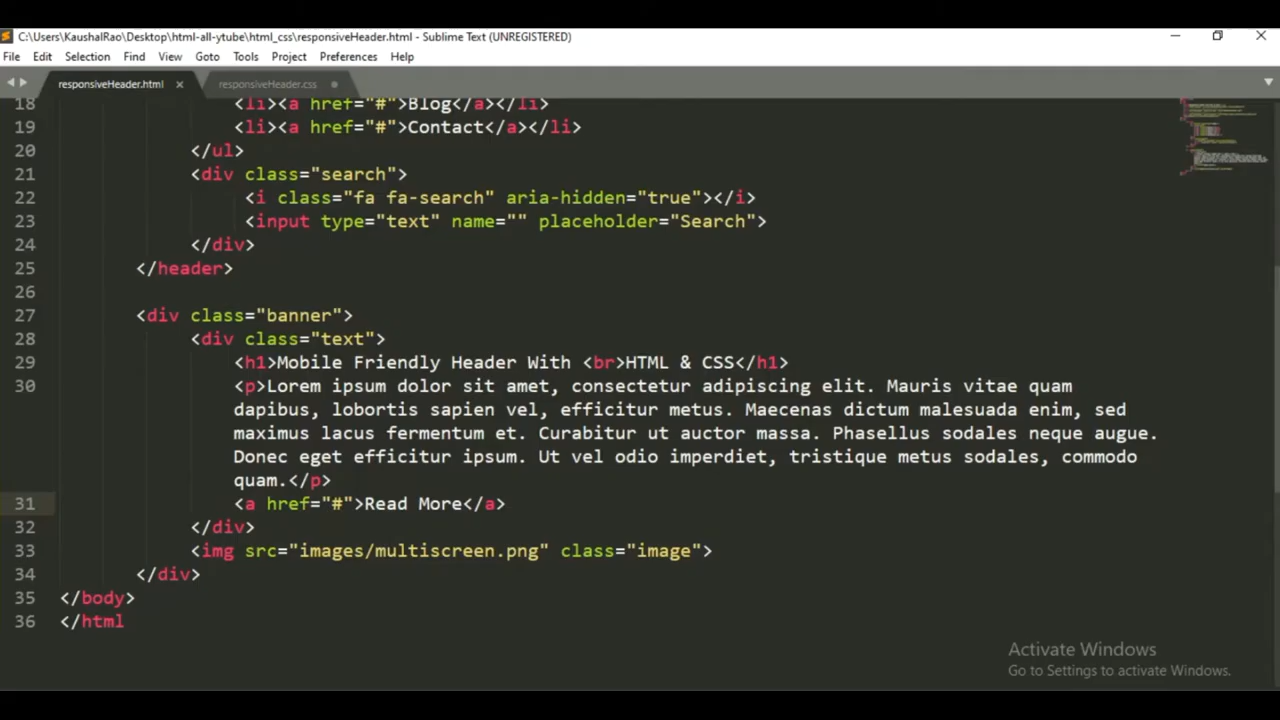 C:\Users\KaushalRao\Desktop\html-all-ytube\html_css\responsiveHeader.html - Sublime Text (UNREGISTERED)
File Edit Selection View Goto Tools Project Preferences Help
responsiveHeader.html responsiveHeader.css
18 <li><a href="#">Blog</a></li>
19 <li><a href="#">Contact</a></li>
20 </ul>
21 <div class="search">
22 <i class="fa fa-search" aria-hidden="true"></i>
23 <input type="text" name="" placeholder="Search">
24 </div>
25 </header>
26
27 <div class="banner">
28 <div class="text">
29 <h1>Mobile Friendly Header With <br>HTML & CSS</h1>
30 <p>Lorem ipsum dolor sit amet, consectetur adipiscing elit. Mauris vitae quam
dapibus, lobortis sapien vel, efficitur metus. Maecenas dictum malesuada enim, sed
maximus lacus fermentum et. Curabitur ut auctor massa. Phasellus sodales neque augue.
Donec eget efficitur ipsum. Ut vel odio imperdiet, tristique metus sodales, commodo
quam.</p>
31 <a href="#">Read More</a>
32 </div>
33 <img src="images/multiscreen.png" class="image">
34 </div>
35 </body>
36 </html
Activate Windows
Go to Settings to activate Windows.